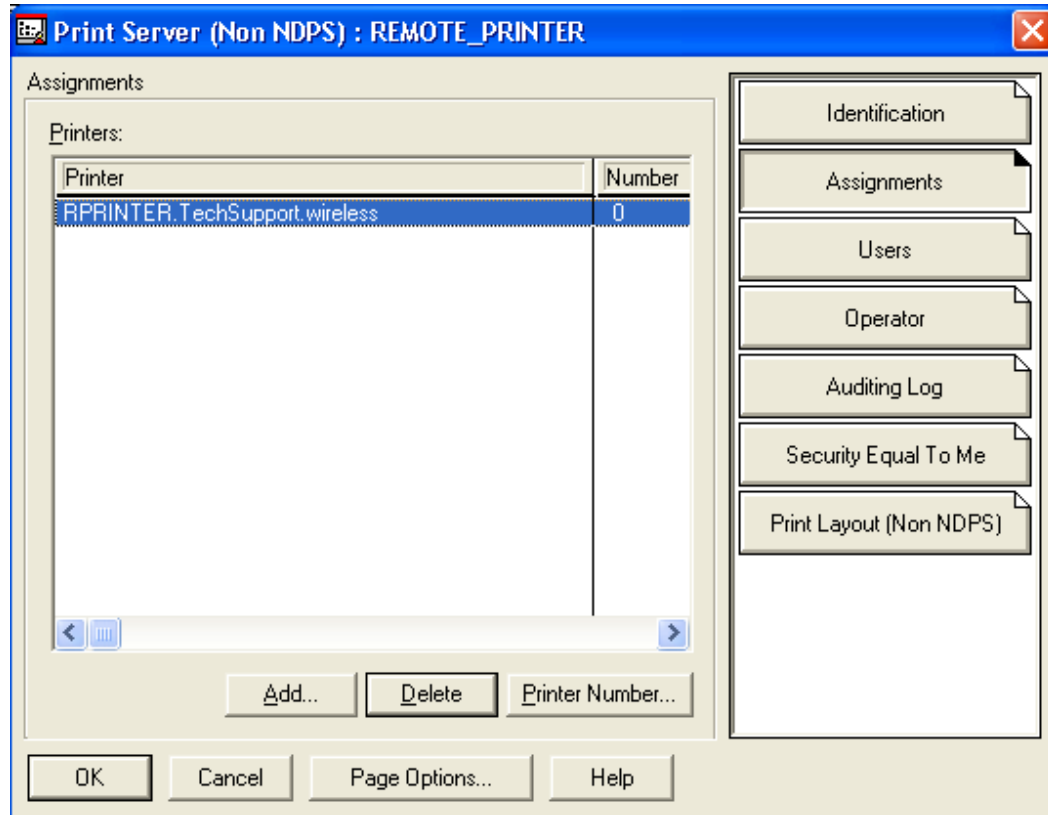 Print Server (Non NDPS) : REMOTE_PRINTER
Assignments
Printers:
Printer Number
RPRINTER.TechSupport.wireless 0
Add... Delete Printer Number...
OK Cancel Page Options... Help
Identification
Assignments
Users
Operator
Auditing Log
Security Equal To Me
Print Layout (Non NDPS)